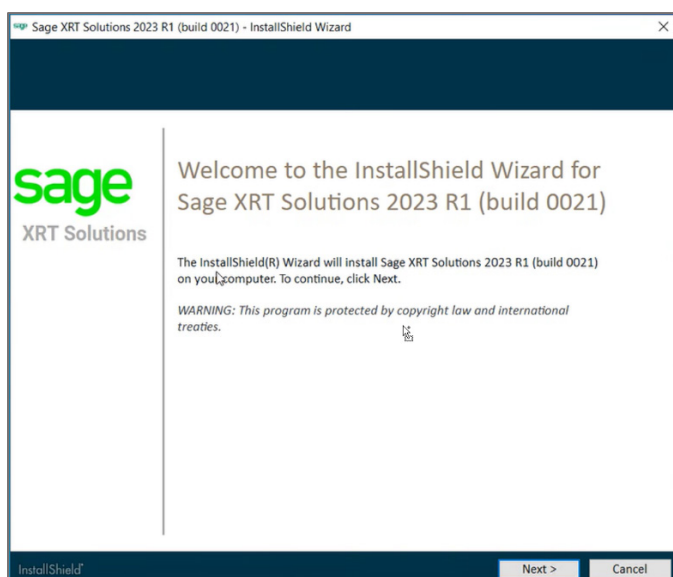 sage Sage XRT Solutions 2023 R1 (build 0021) - InstallShield Wizard
sage
XRT Solutions
Welcome to the InstallShield Wizard for
Sage XRT Solutions 2023 R1 (build 0021)
The InstallShield(R) Wizard will install Sage XRT Solutions 2023 R1 (build 0021)
on your computer. To continue, click Next.
WARNING: This program is protected by copyright law and international
treaties.
InstallShield
Next >
Cancel